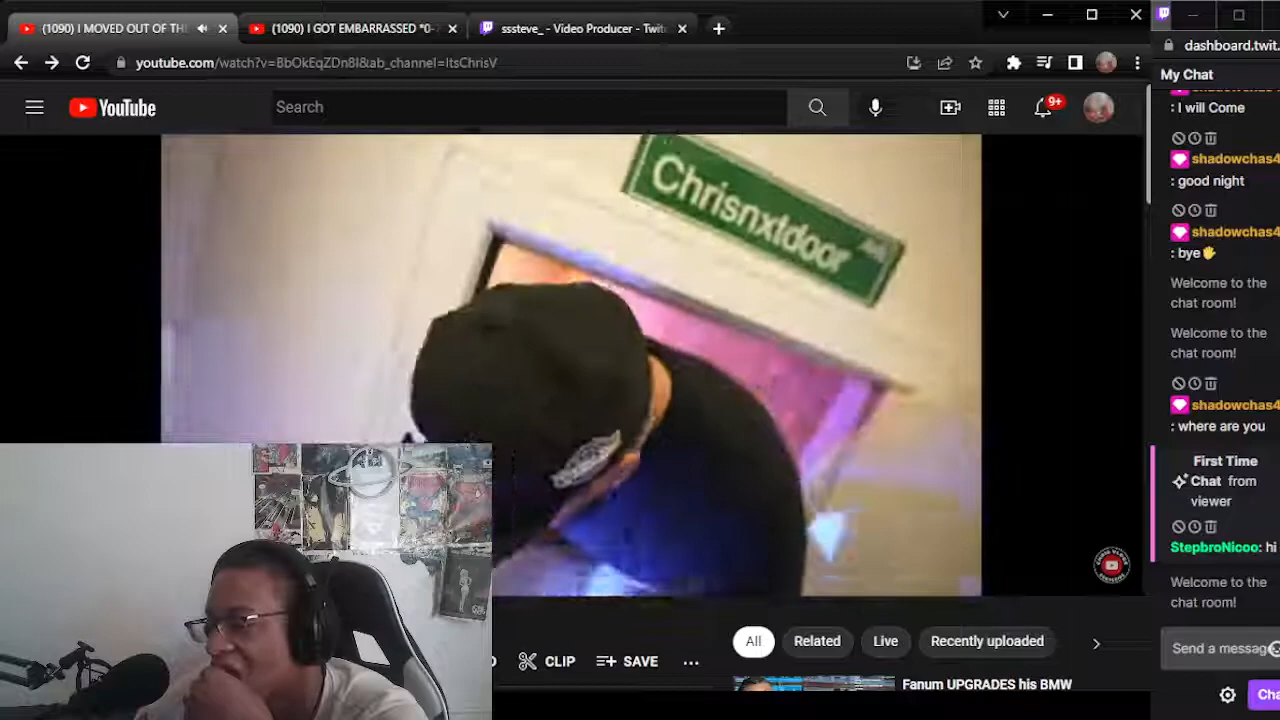 (1090) I MOVED OUT OF TH
(1090) I GOT EMBARRASSED *0-
sssteve_ - Video Producer - Twit
youtube.com/watch?v=BbOkEqZDn8I&ab_channel=ItsChrisV
dashboard.twit.
My Chat
YouTube
Search
9+
: I will Come
shadowchas4
: good night
shadowchas4
: bye
Welcome to the
chat room!
Welcome to the
chat room!
shadowchas4
: where are you
First Time
Chat from
viewer
StepbroNicoo: hi
Welcome to the
chat room!
Send a message
Cha
Chrisnxtdoor
CLIP
SAVE
All
Related
Live
Recently uploaded
Fanum UPGRADES his BMW